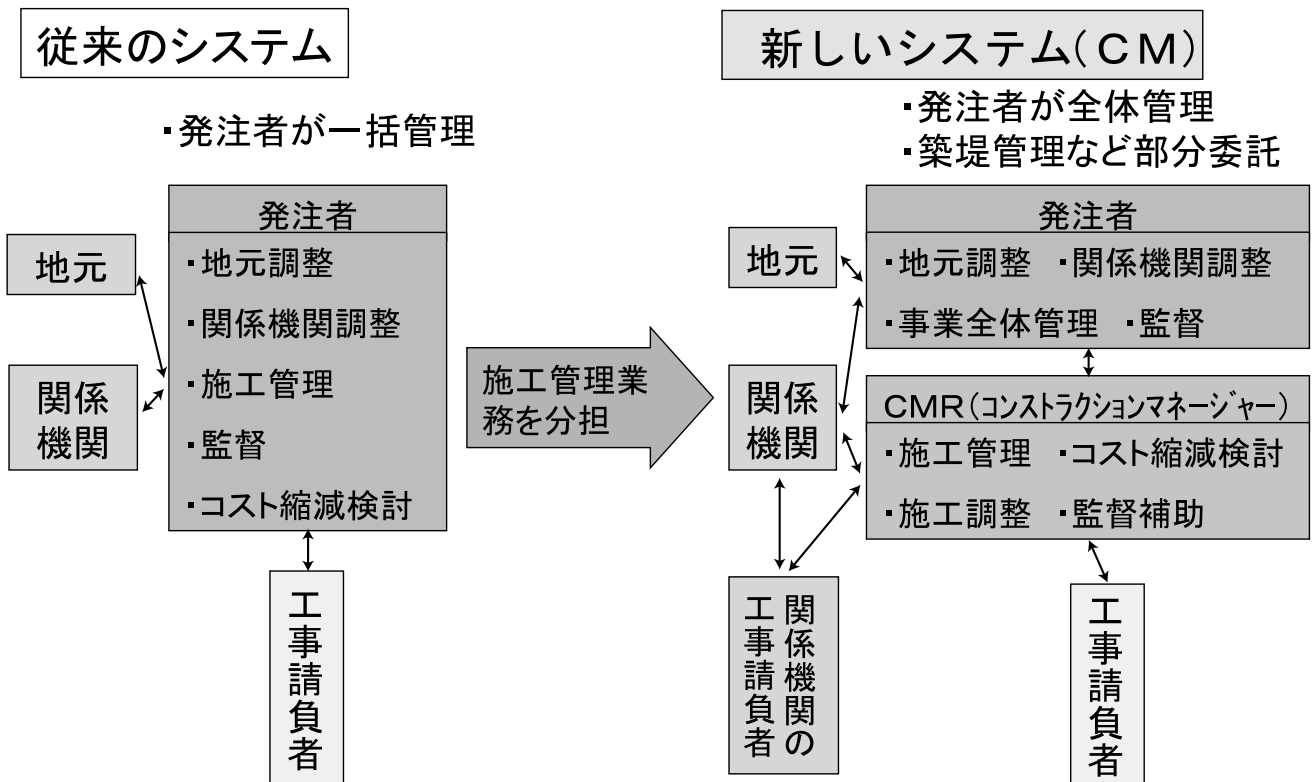 従来のシステム
・発注者が一括管理
地元
関係
機関
発注者
・地元調整
・関係機関調整
・施工管理
・監督
・コスト縮減検討
工事請負者
施工管理業
務を分担
新しいシステム(CM)
・発注者が全体管理
・築堤管理など部分委託
地元
関係
機関
発注者
・地元調整 ・関係機関調整
・事業全体管理 ・監督
CMR(コンストラクションマネージャー)
・施工管理 ・コスト縮減検討
・施工調整 ・監督補助
関係機関の
工事請負者
工事請負者